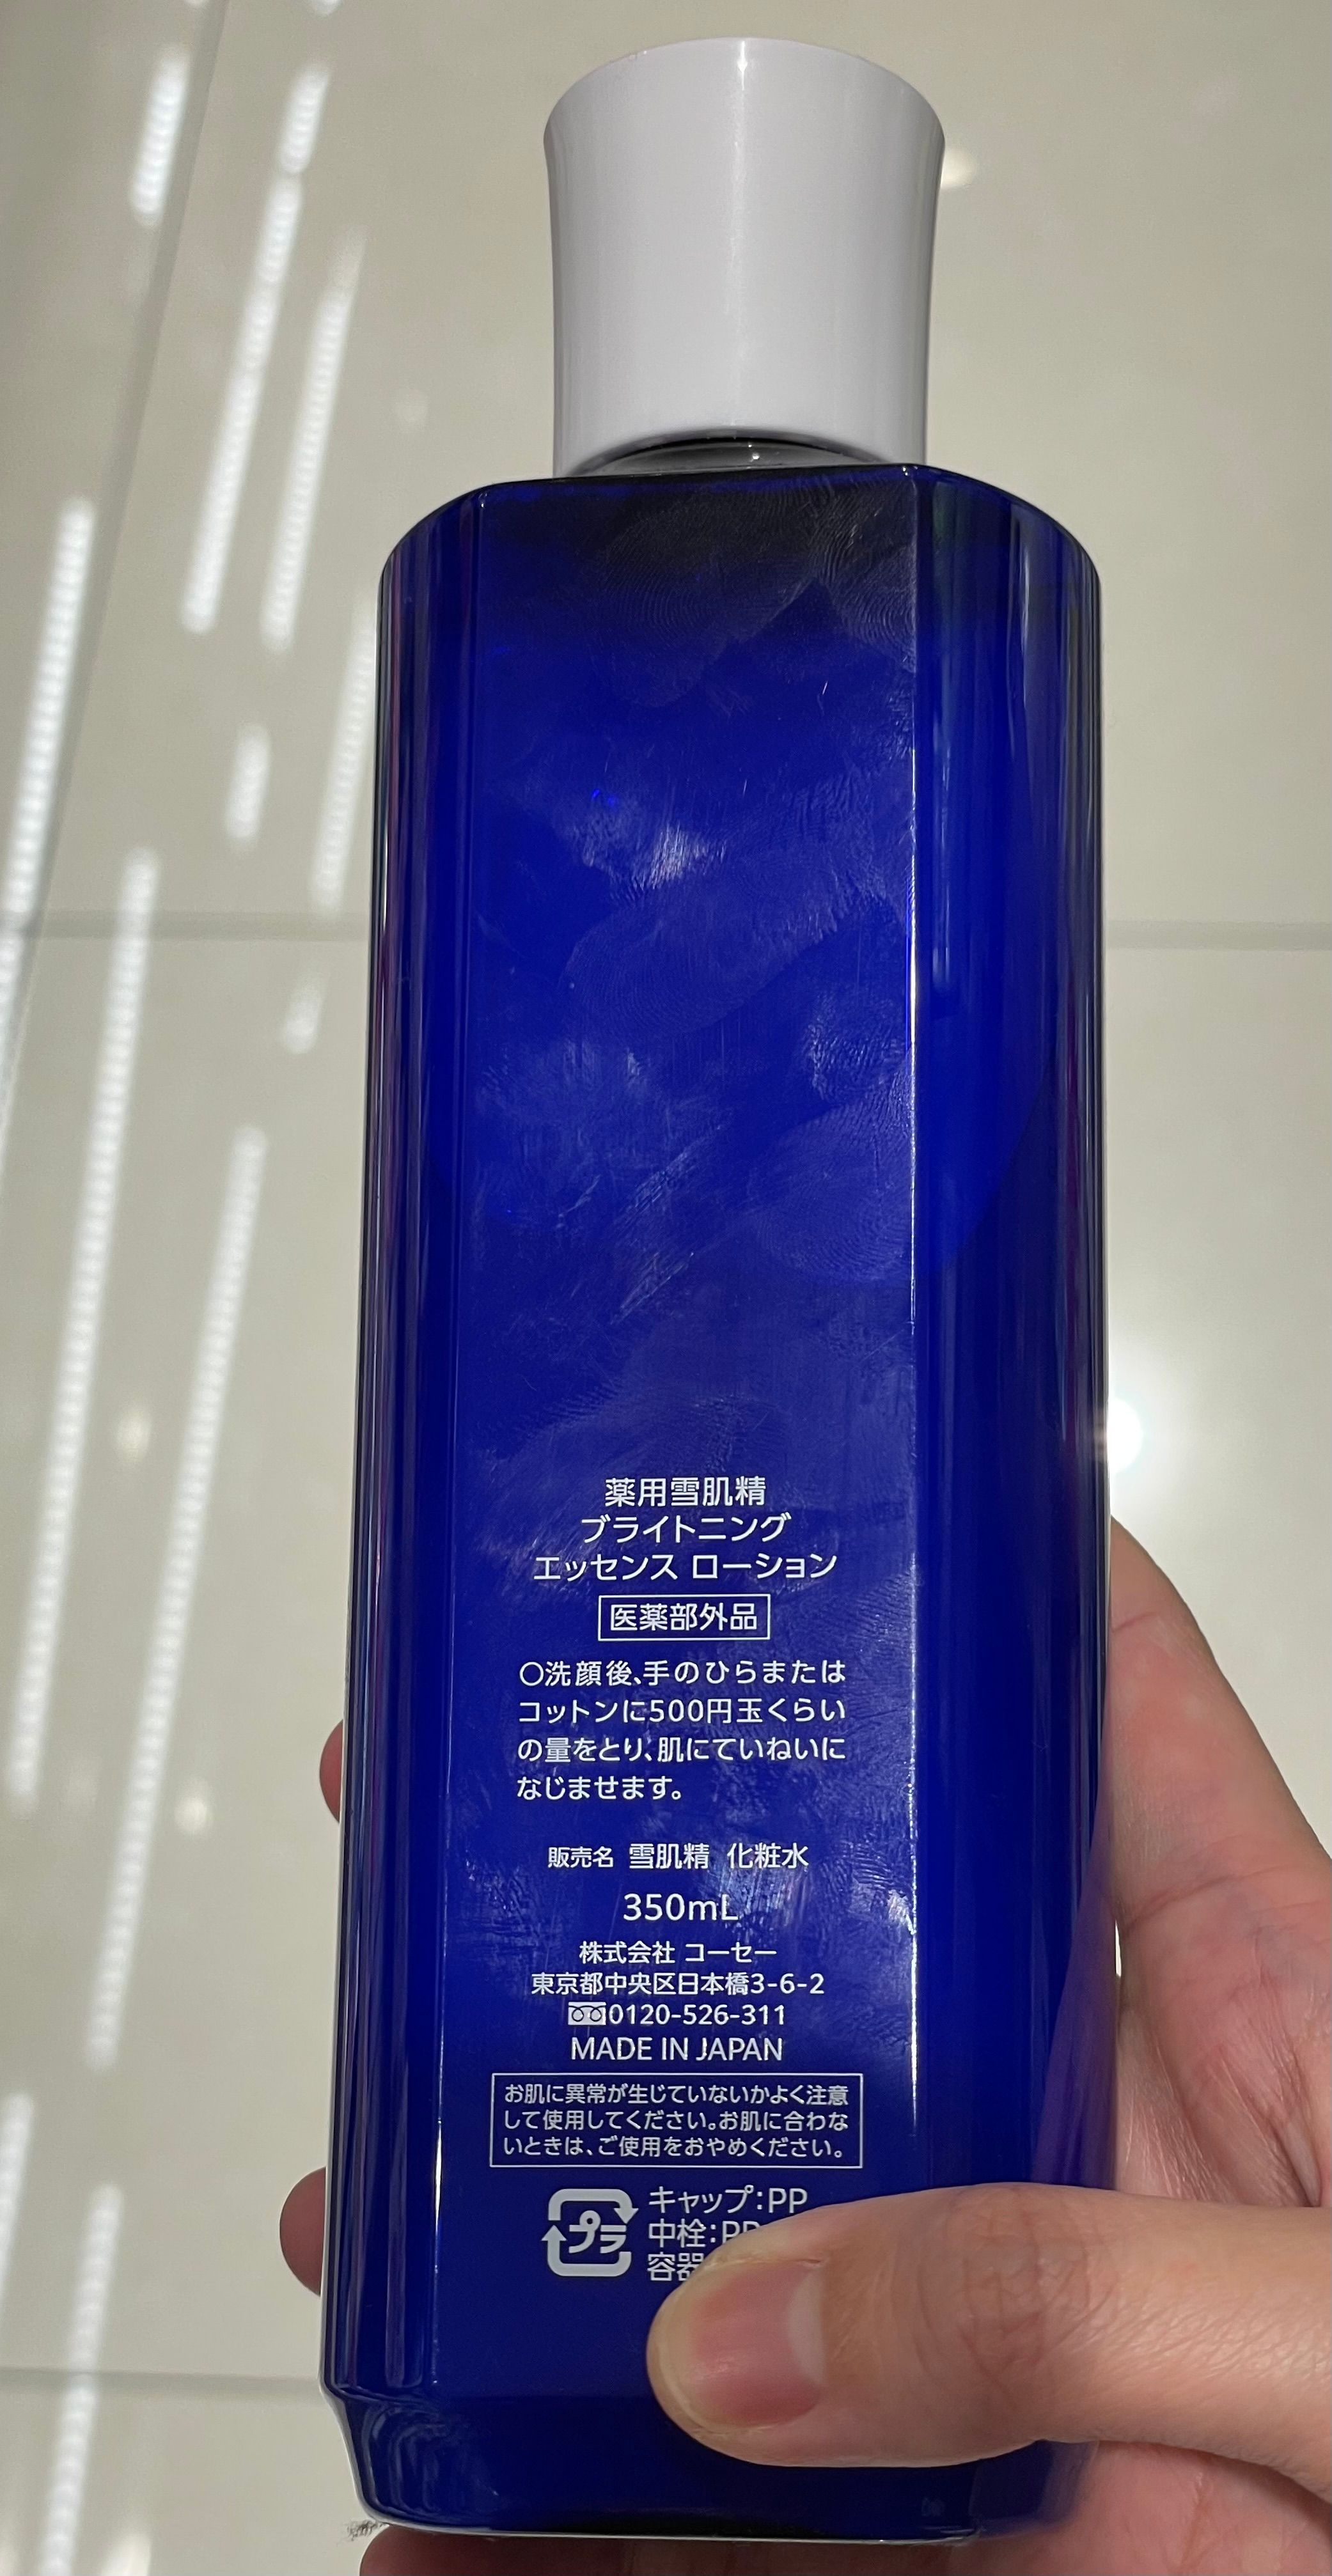 薬用雪肌精
ブライトニング
エッセンス ローション
医薬部外品
〇洗顔後、手のひらまたは
コットンに500円玉くらい
の量をとり、肌にていねいに
なじませます。
販売名 雪肌精 化粧水
350mL
株式会社 コーセー
東京都中央区日本橋3-6-2
0120-526-311
MADE IN JAPAN
お肌に異常が生じていないかよく注意
して使用してください。お肌に合わな
いときは、ご使用をおやめください。
プラ
キャップ:PP
中栓:PP
容器